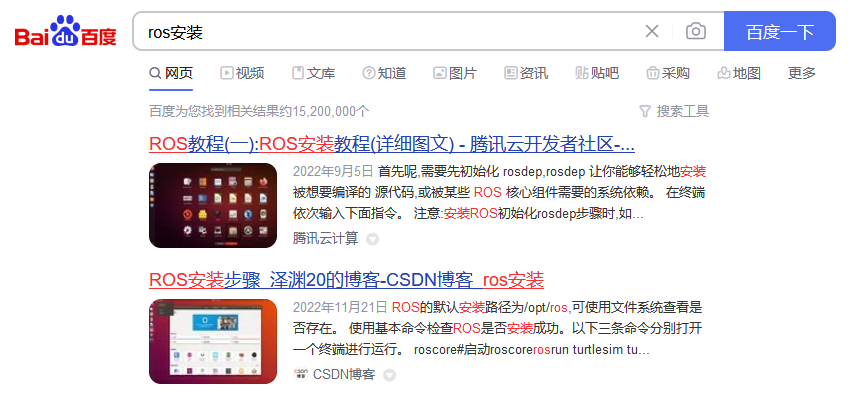 Bai du 百度 ros安装 百度一下
网页 视频 文库 知道 图片 资讯 贴吧 采购 地图 更多
百度为您找到相关结果约15,200,000个 搜索工具
ROS教程(一):ROS安装教程(详细图文) - 腾讯云开发者社区-...
2022年9月5日 首先呢,需要先初始化 rosdep,rosdep 让你能够轻松地安装
被想要编译的 源代码,或被某些 ROS 核心组件需要的系统依赖。 在终端
依次输入下面指令。 注意:安装ROS初始化rosdep步骤时,如...
腾讯云计算
ROS安装步骤_泽渊20的博客-CSDN博客_ros安装
2022年11月21日 ROS的默认安装路径为/opt/ros,可使用文件系统查看是
否存在。 使用基本命令检查ROS是否安装成功。以下三条命令分别打开
一个终端进行运行。 roscore#启动roscorerosrun turtlesim tu...
CSDN博客